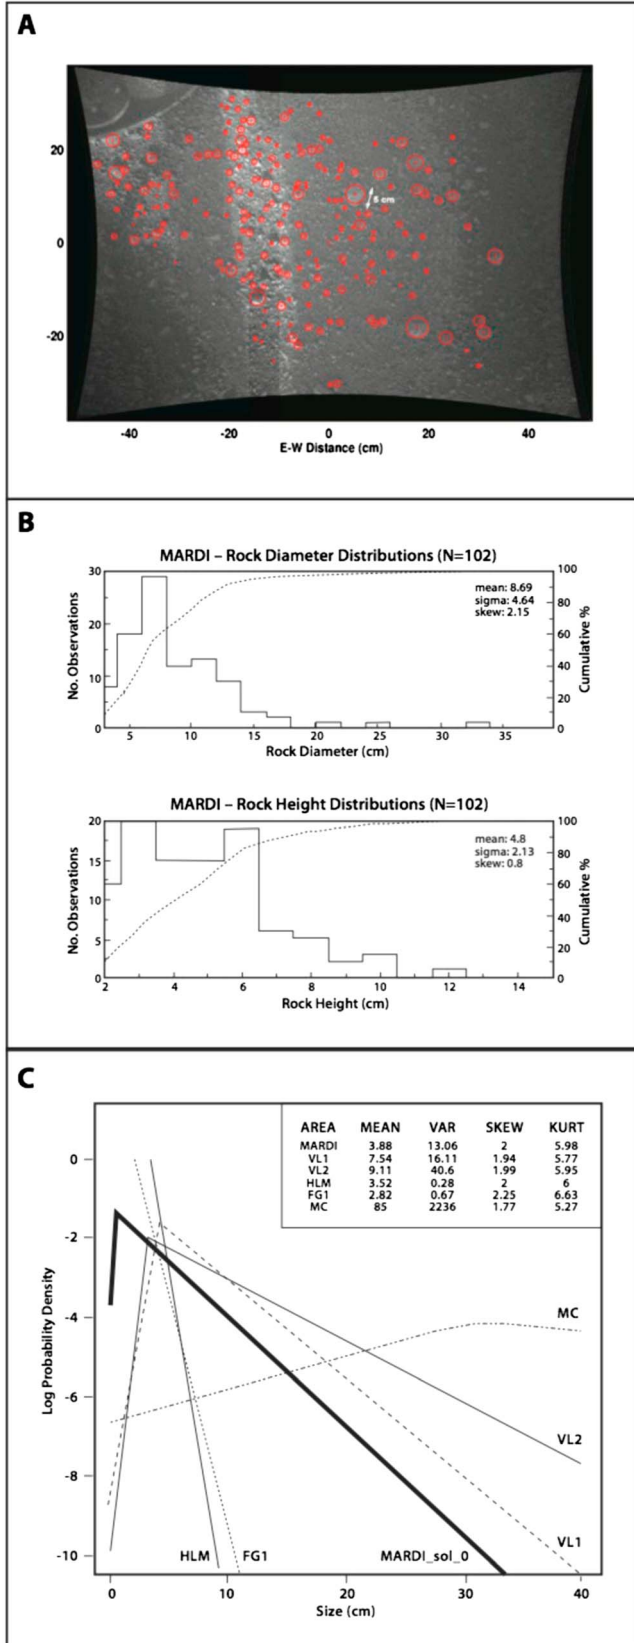 A
20
0
-20
5 cm
-40 -20 0 20 40
E-W Distance (cm)
B
MARDI – Rock Diameter Distributions (N=102)
30
20
10
0
No. Observations
mean: 8.69
sigma: 4.64
skew: 2.15
100
80
60
40
20
0
Cumulative %
5 10 15 20 25 30 35
Rock Diameter (cm)
MARDI – Rock Height Distributions (N=102)
20
15
10
5
0
No. Observations
mean: 4.8
sigma: 2.13
skew: 0.8
100
80
60
40
20
0
Cumulative %
2 4 6 8 10 12 14
Rock Height (cm)
C
AREA MEAN VAR SKEW KURT
MARDI 3.88 13.06 2 5.98
VL1 7.54 16.11 1.94 5.77
VL2 9.11 40.6 1.99 5.95
HLM 3.52 0.28 2 6
FG1 2.82 0.67 2.25 6.63
MC 85 2236 1.77 5.27
0
-2
-4
-6
-8
-10
Log Probability Density
MC
VL2
VL1
HLM FG1 MARDI_sol_0
0 10 20 30 40
Size (cm)